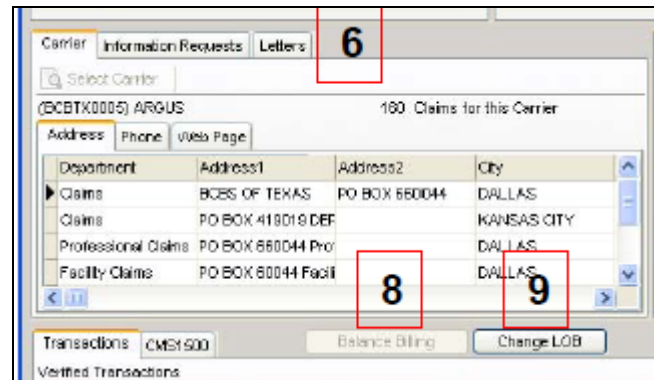 6
Carrier Information Requests Letters
Select Carrier
(BCBTX0005) ARGUS 160 Claims for this Carrier
Address Phone Web Page
Department Address1 Address2 City
Claims BCBS OF TEXAS PO BOX 660044 DALLAS
Claims PO BOX 419019 DEF KANSAS CITY
Professional Claims PO BOX 660044 Prof DALLAS
Facility Claims PO BOX 60044 Facili DALLAS
8 9
Transactions CMS1500 Balance Billing Change LOB
Verified Transactions